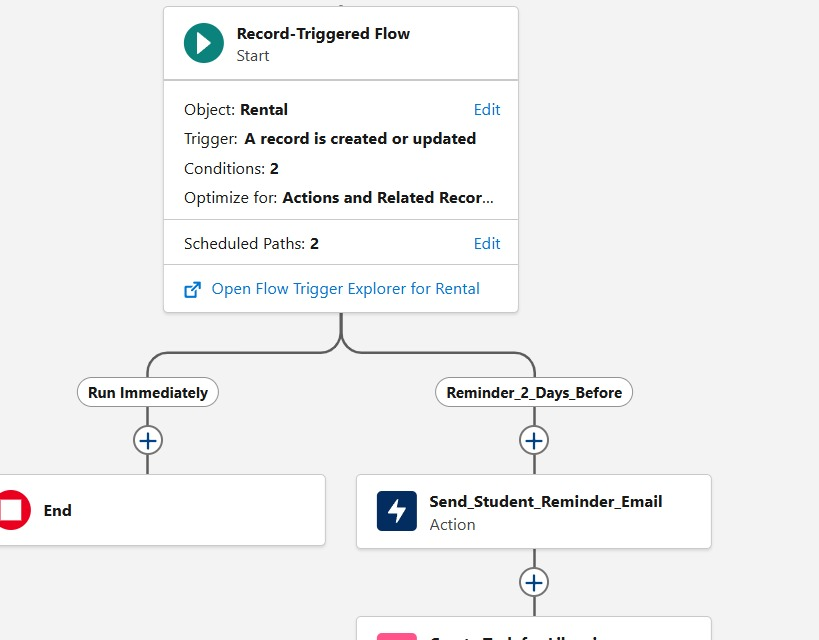 Record-Triggered Flow
Start
Object: Rental Edit
Trigger: A record is created or updated
Conditions: 2
Optimize for: Actions and Related Recor...
Scheduled Paths: 2 Edit
Open Flow Trigger Explorer for Rental
Run Immediately Reminder_2_Days_Before
End
Send_Student_Reminder_Email
Action